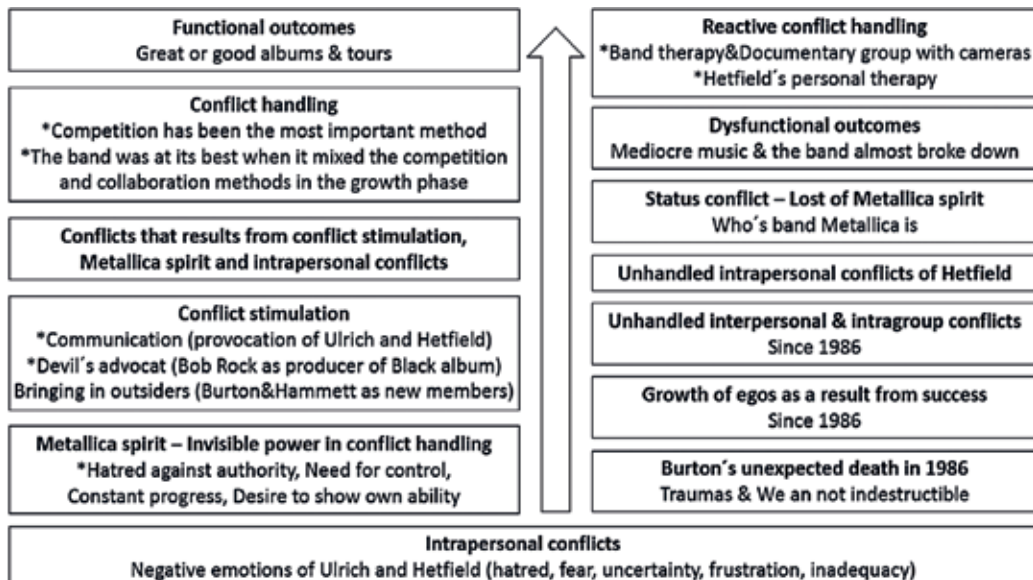 Functional outcomes
Great or good albums & tours
Conflict handling
*Competition has been the most important method
*The band was at its best when it mixed the competition
and collaboration methods in the growth phase
Conflicts that results from conflict stimulation,
Metallica spirit and intrapersonal conflicts
Conflict stimulation
*Communication (provocation of Ulrich and Hetfield)
*Devil´s advocat (Bob Rock as producer of Black album)
Bringing in outsiders (Burton&Hammett as new members)
Metallica spirit – Invisible power in conflict handling
*Hatred against authority, Need for control,
Constant progress, Desire to show own ability
Reactive conflict handling
*Band therapy&Documentary group with cameras
*Hetfield´s personal therapy
Dysfunctional outcomes
Mediocre music & the band almost broke down
Status conflict – Lost of Metallica spirit
Who´s band Metallica is
Unhandled intrapersonal conflicts of Hetfield
Unhandled interpersonal & intragroup conflicts
Since 1986
Growth of egos as a result from success
Since 1986
Burton´s unexpected death in 1986
Traumas & We an not indestructible
Intrapersonal conflicts
Negative emotions of Ulrich and Hetfield (hatred, fear, uncertainty, frustration, inadequacy)